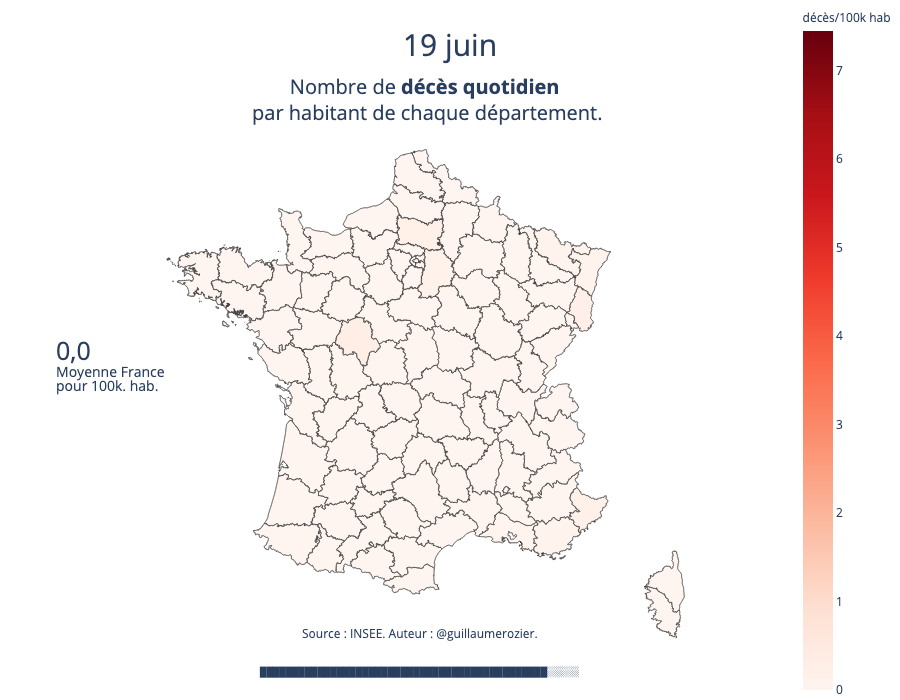 décès/100k hab
19 juin
Nombre de décès quotidien
par habitant de chaque département.
7
6
5
4
3
2
1
0
0,0
Moyenne France
pour 100k. hab.
Source : INSEE. Auteur : @guillaumerozier.